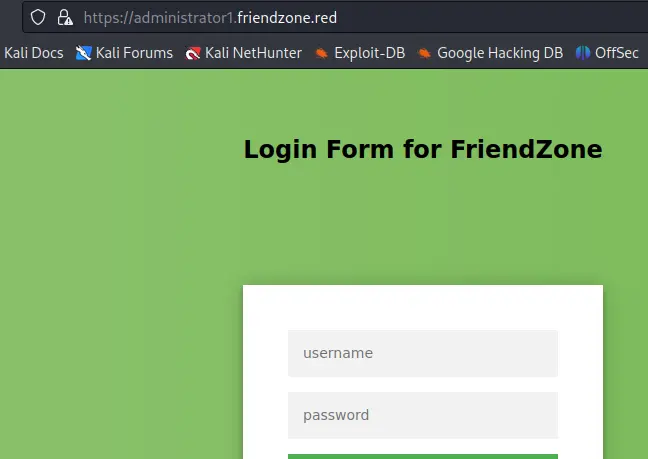 https://administrator1.friendzone.red
Kali Docs Kali Forums Kali NetHunter Exploit-DB Google Hacking DB OffSec
Login Form for FriendZone
username
password